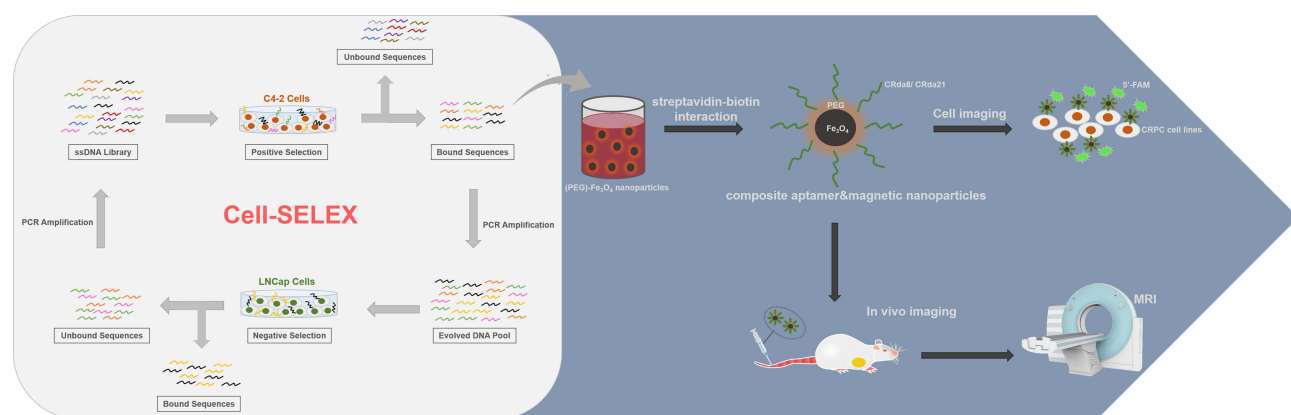 Unbound Sequences
C4-2 Cells
ssDNA Library
Positive Selection
Bound Sequences
PCR Amplification
Cell-SELEX
PCR Amplification
LNCap Cells
Unbound Sequences
Negative Selection
Evolved DNA Pool
Bound Sequences
(PEG)-Fe₃O₄ nanoparticles
streptavidin-biotin
interaction
CRda8/ CRda21
PEG
Fe₃O₄
composite aptamer&magnetic nanoparticles
Cell imaging
5'-FAM
CRPC cell lines
In vivo imaging
MRI